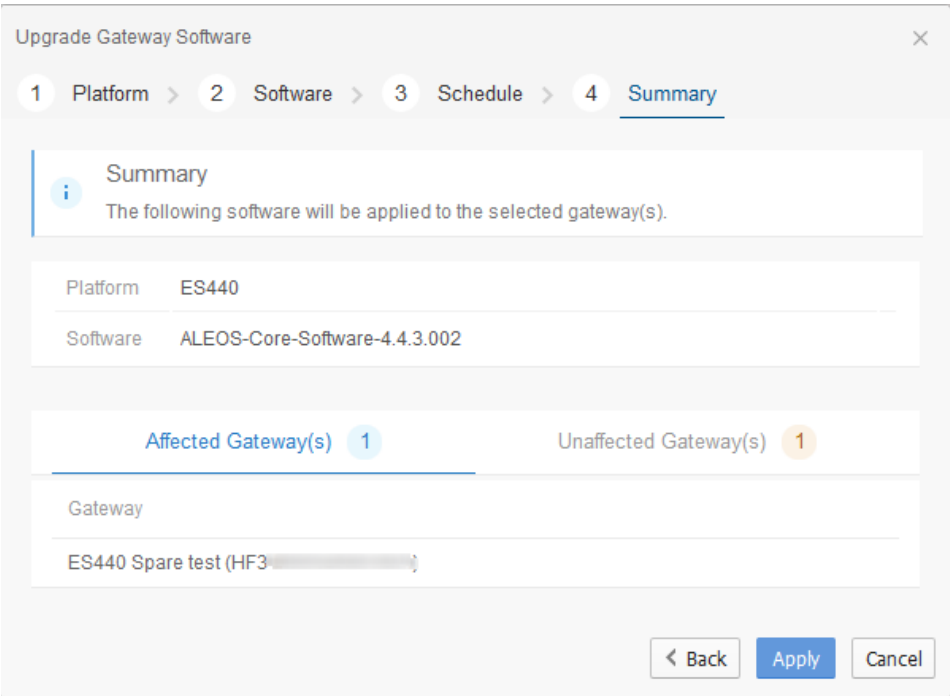 Upgrade Gateway Software
1 Platform > 2 Software > 3 Schedule > 4 Summary
i Summary
The following software will be applied to the selected gateway(s).
Platform ES440
Software ALEOS-Core-Software-4.4.3.002
Affected Gateway(s) 1 Unaffected Gateway(s) 1
Gateway
ES440 Spare test (HF3 )
< Back Apply Cancel